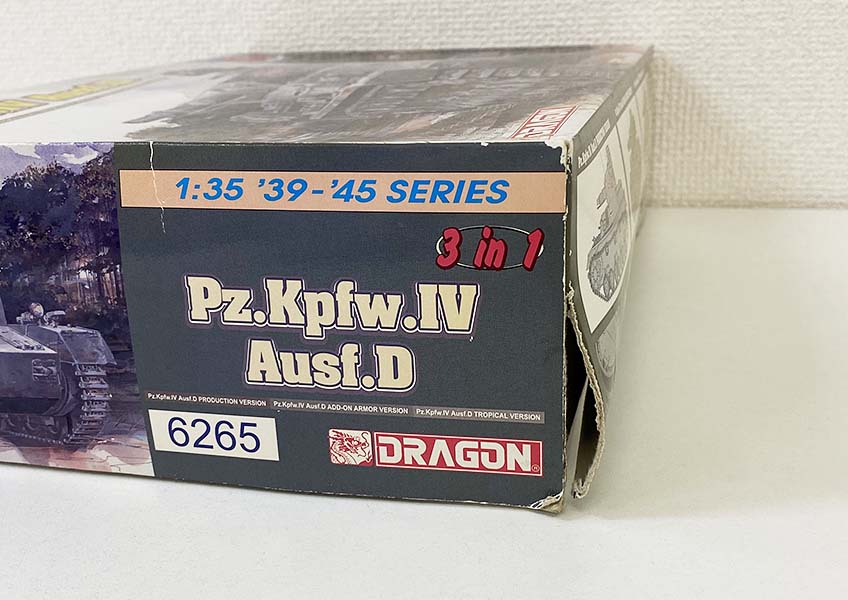 1:35 '39-'45 SERIES
3 in 1
Pz.Kpfw.IV
Ausf.D
Pz.Kpfw.IV Ausf.D PRODUCTION VERSION Pz.Kpfw.IV Ausf.D ADD-ON ARMOR VERSION Pz.Kpfw.IV Ausf.D TROPICAL VERSION
6265
DRAGON